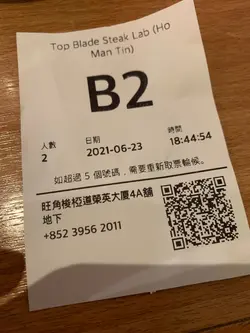 Top Blade Steak Lab (Ho
Man Tin)
B2
人數 日期 時間
2 2021-06-23 18:44:54
如超過 5 個號碼，需要重新取票輪候。
旺角梭椏道榮英大廈4A舖
地下
+852 3956 2011